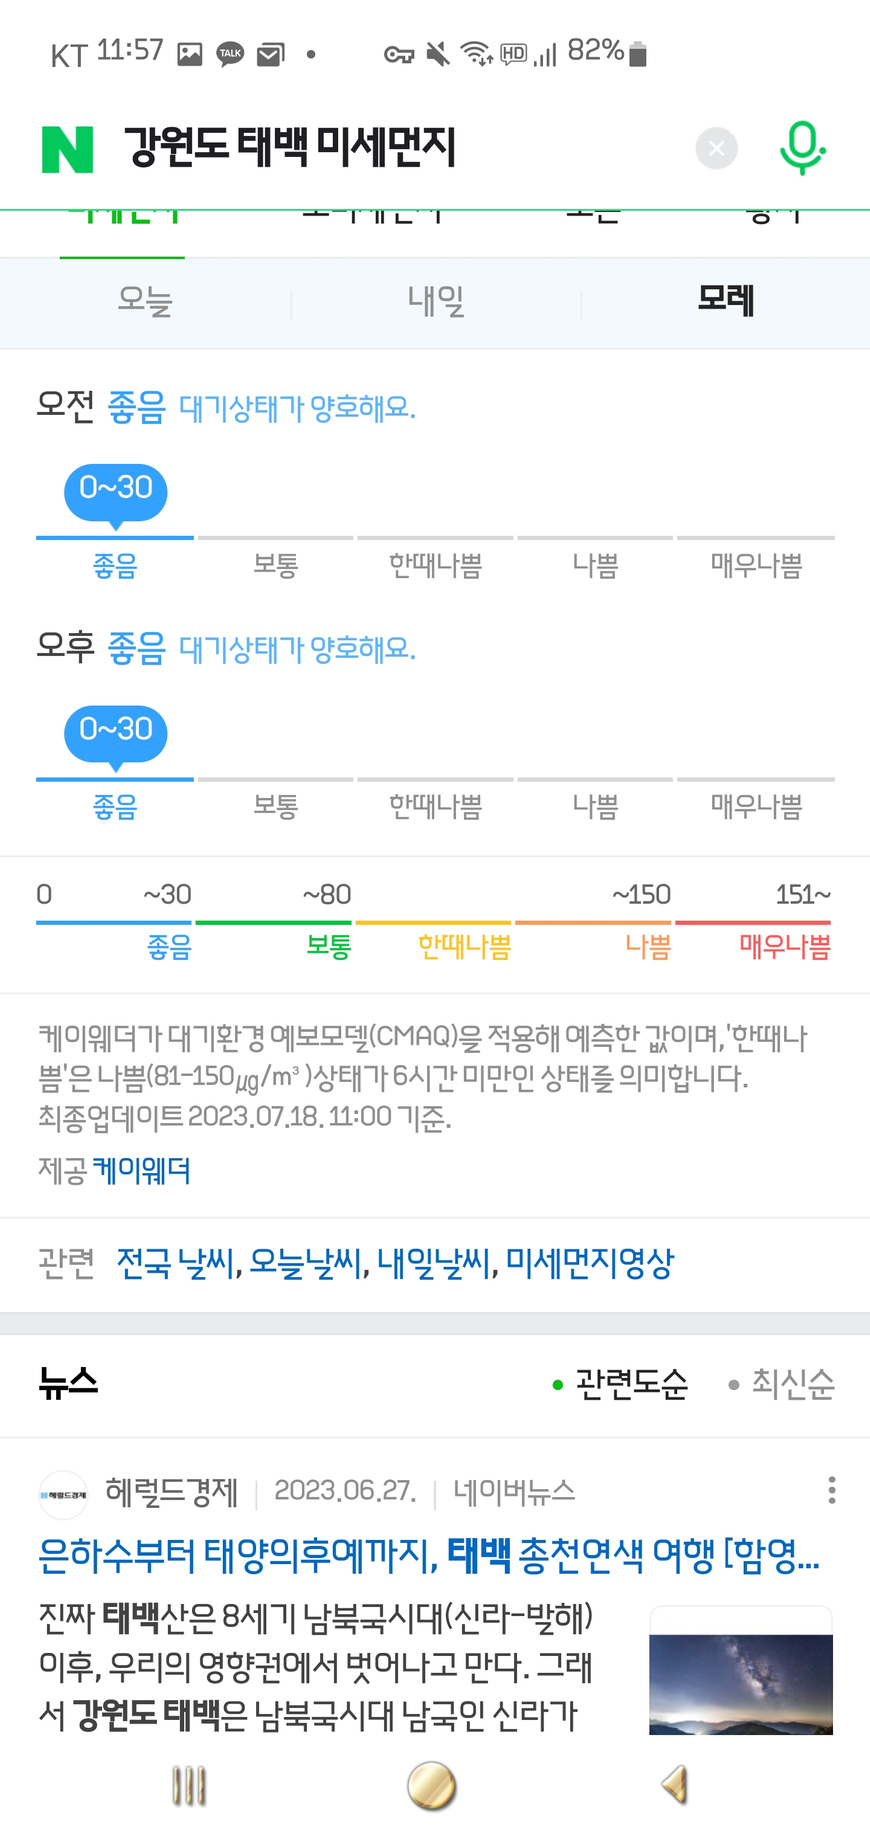 KT 11:57 TALK HD 82%
N 강원도 태백 미세먼지
오늘 내일 모레
오전 좋음 대기상태가 양호해요.
0~30
좋음 보통 한때나쁨 나쁨 매우나쁨
오후 좋음 대기상태가 양호해요.
0~30
좋음 보통 한때나쁨 나쁨 매우나쁨
0 ~30 ~80 ~150 151~
좋음 보통 한때나쁨 나쁨 매우나쁨
케이웨더가 대기환경 예보모델(CMAQ)을 적용해 예측한 값이며,'한때나
쁨'은 나쁨(81-150㎍/m³ )상태가 6시간 미만인 상태를 의미합니다.
최종업데이트 2023.07.18. 11:00 기준.
제공 케이웨더
관련 전국 날씨, 오늘날씨, 내일날씨, 미세먼지영상
뉴스 관련도순 최신순
헤럴드경제 헤럴드경제 2023.06.27. 네이버뉴스
은하수부터 태양의후예까지, 태백 총천연색 여행 [함영...
진짜 태백산은 8세기 남북국시대(신라-발해)
이후, 우리의 영향권에서 벗어나고 만다. 그래
서 강원도 태백은 남북국시대 남국인 신라가